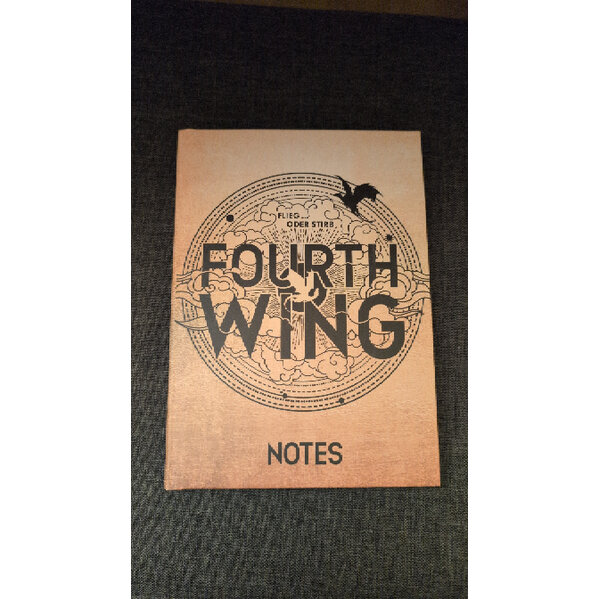 FLIEG ...
ODER STIRB
FOURTH
WING
NOTES